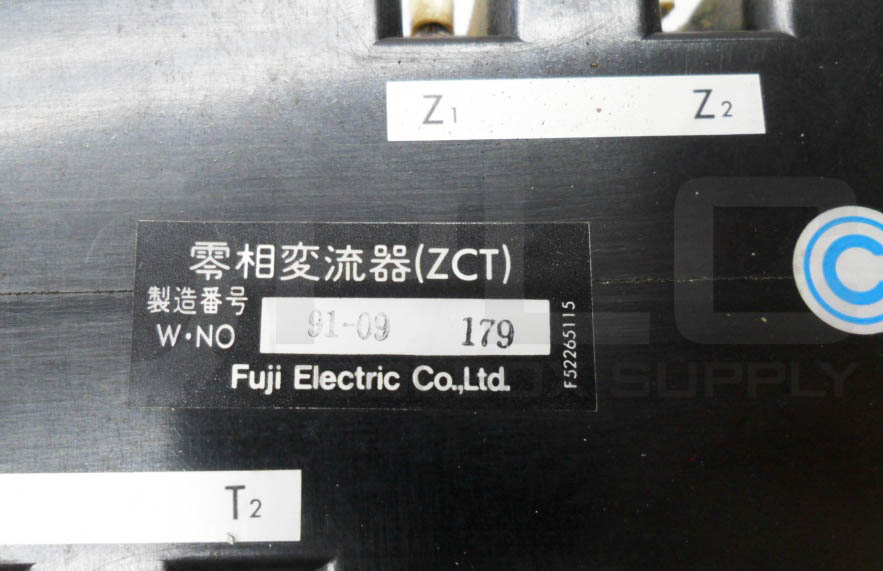 Z1 Z2
零相変流器(ZCT)
製造番号
W·NO 91-09 179
Fuji Electric Co.,Ltd.
F52265115
C
T2